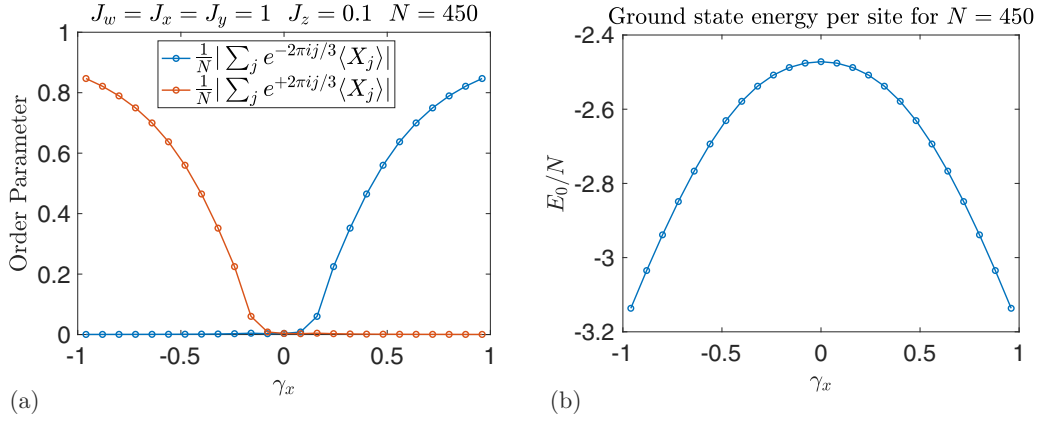 J_w = J_x = J_y = 1 J_z = 0.1 N = 450
1
0.8
0.6
0.4
0.2
0
Order Parameter
1/N |∑_j e^{-2πij/3}⟨X_j⟩|
1/N |∑_j e^{+2πij/3}⟨X_j⟩|
-1 -0.5 0 0.5 1
γ_x
(a)
Ground state energy per site for N = 450
-2.4
-2.6
-2.8
-3
-3.2
E_0/N
-1 -0.5 0 0.5 1
γ_x
(b)